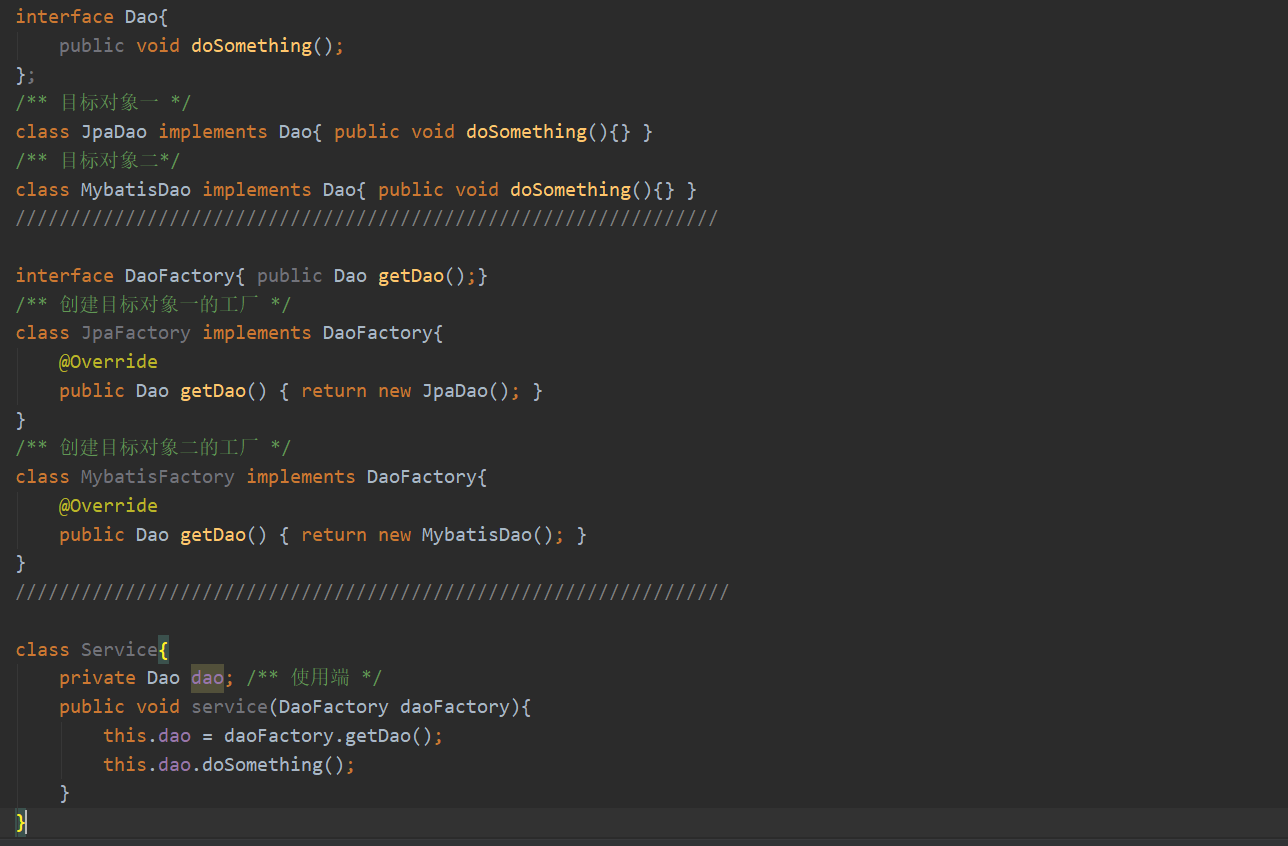 interface Dao{
    public void doSomething();
};
/** 目标对象一 */
class JpaDao implements Dao{ public void doSomething(){} }
/** 目标对象二*/
class MybatisDao implements Dao{ public void doSomething(){} }
////////////////////////////////////////////////////////////////

interface DaoFactory{ public Dao getDao();}
/** 创建目标对象一的工厂 */
class JpaFactory implements DaoFactory{
    @Override
    public Dao getDao() { return new JpaDao(); }
}
/** 创建目标对象二的工厂 */
class MybatisFactory implements DaoFactory{
    @Override
    public Dao getDao() { return new MybatisDao(); }
}
/////////////////////////////////////////////////////////////////

class Service{
    private Dao dao; /** 使用端 */
    public void service(DaoFactory daoFactory){
        this.dao = daoFactory.getDao();
        this.dao.doSomething();
    }
}